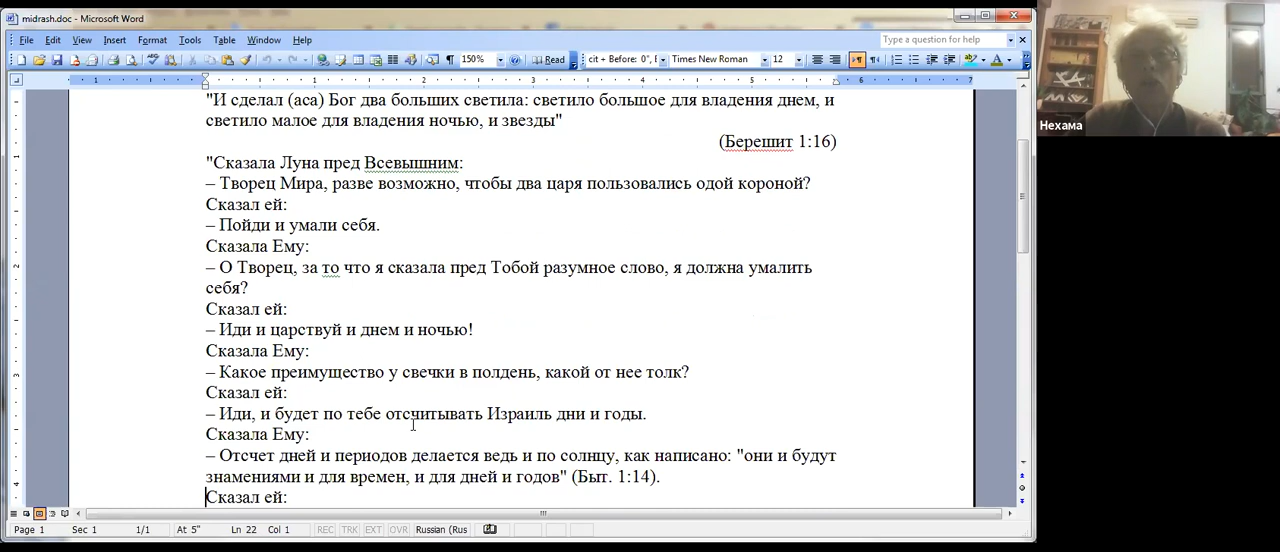 midrash.doc - Microsoft Word
File Edit View Insert Format Tools Table Window Help
Type a question for help
150% Read cit + Before: 0", Times New Roman 12
"И сделал (аса) Бог два больших светила: светило большое для владения днем, и
светило малое для владения ночью, и звезды"
(Берешит 1:16)
"Сказала Луна пред Всевышним:
– Творец Мира, разве возможно, чтобы два царя пользовались одой короной?
Сказал ей:
– Пойди и умали себя.
Сказала Ему:
– О Творец, за то что я сказала пред Тобой разумное слово, я должна умалить
себя?
Сказал ей:
– Иди и царствуй и днем и ночью!
Сказала Ему:
– Какое преимущество у свечки в полдень, какой от нее толк?
Сказал ей:
– Иди, и будет по тебе отсчитывать Израиль дни и годы.
Сказала Ему:
– Отсчет дней и периодов делается ведь и по солнцу, как написано: "они и будут
знамениями и для времен, и для дней и годов" (Быт. 1:14).
Сказал ей:
Page 1 Sec 1 1/1 At 5" Ln 22 Col 1 REC TRK EXT OVR Russian (Rus
Нехама